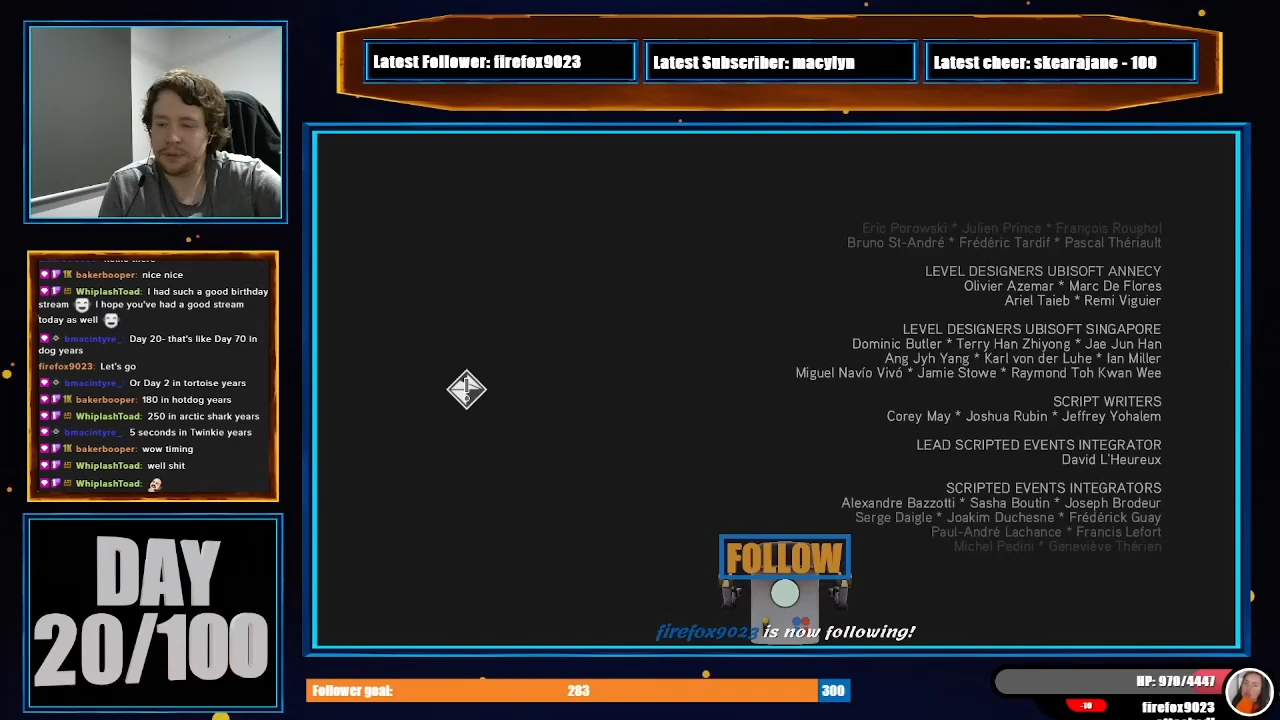 Latest Follower: firefox9023
Latest Subscriber: macylyn
Latest cheer: skearajane - 100
bakerbooper: nice nice
WhiplashToad: I had such a good birthday
stream I hope you've had a good stream
today as well
bmacintyre_: Day 20- that's like Day 70 in
dog years
firefox9023: Let's go
bmacintyre_: Or Day 2 in tortoise years
bakerbooper: 180 in hotdog years
WhiplashToad: 250 in arctic shark years
bmacintyre_: 5 seconds in Twinkie years
bakerbooper: wow timing
WhiplashToad: well shit
WhiplashToad:
DAY
20/100
Eric Porowski * Julien Prince * François Roughol
Bruno St-André * Frédéric Tardif * Pascal Thériault
LEVEL DESIGNERS UBISOFT ANNECY
Olivier Azemar * Marc De Flores
Ariel Taieb * Remi Viguier
LEVEL DESIGNERS UBISOFT SINGAPORE
Dominic Butler * Terry Han Zhiyong * Jae Jun Han
Ang Jyh Yang * Karl von der Luhe * Ian Miller
Miguel Navío Vivó * Jamie Stowe * Raymond Toh Kwan Wee
SCRIPT WRITERS
Corey May * Joshua Rubin * Jeffrey Yohalem
LEAD SCRIPTED EVENTS INTEGRATOR
David L'Heureux
SCRIPTED EVENTS INTEGRATORS
Alexandre Bazzotti * Sasha Boutin * Joseph Brodeur
Serge Daigle * Joakim Duchesne * Frédérick Guay
Paul-André Lachance * Francis Lefort
Michel Pedini * Geneviève Thérien
FOLLOW
firefox9023 is now following!
Follower goal: 283 300
HP: 970/4447
-10
firefox9023